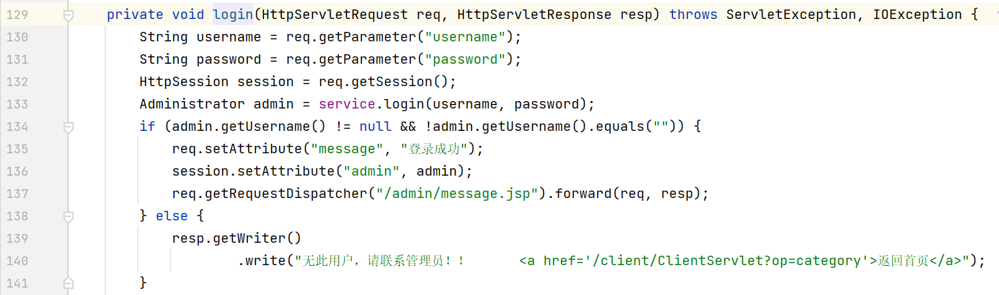 129 private void login(HttpServletRequest req, HttpServletResponse resp) throws ServletException, IOException {
130 String username = req.getParameter("username");
131 String password = req.getParameter("password");
132 HttpSession session = req.getSession();
133 Administrator admin = service.login(username, password);
134 if (admin.getUsername() != null && !admin.getUsername().equals("")) {
135 req.setAttribute("message", "登录成功");
136 session.setAttribute("admin", admin);
137 req.getRequestDispatcher("/admin/message.jsp").forward(req, resp);
138 } else {
139 resp.getWriter()
140 .write("无此用户，请联系管理员！！ <a href='/client/ClientServlet?op=category'>返回首页</a>");
141 }